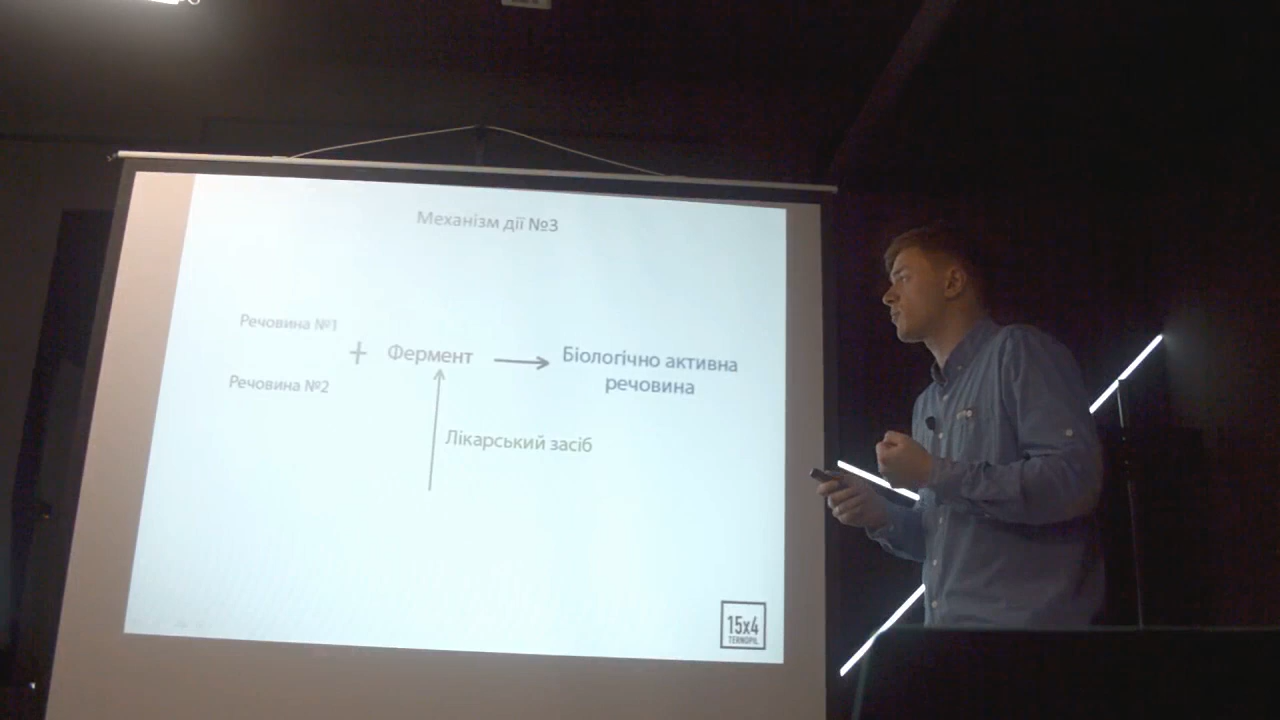 Механізм дії №3
Речовина №1
+ Фермент
Біологічно активна
речовина
Речовина №2
Лікарський засіб
15x4
TERNOPIL